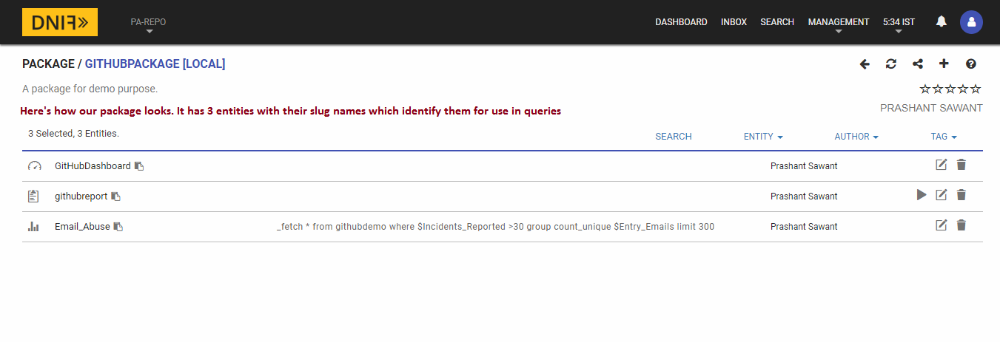 DNIF
PA-REPO
DASHBOARD INBOX SEARCH MANAGEMENT 5:34 IST
PACKAGE / GITHUBPACKAGE [LOCAL]
A package for demo purpose.
Here's how our package looks. It has 3 entities with their slug names which identify them for use in queries
PRASHANT SAWANT
3 Selected, 3 Entities.
SEARCH ENTITY AUTHOR TAG
GitHubDashboard Prashant Sawant
githubreport Prashant Sawant
Email_Abuse _fetch * from githubdemo where $Incidents_Reported >30 group count_unique $Entry_Emails limit 300 Prashant Sawant